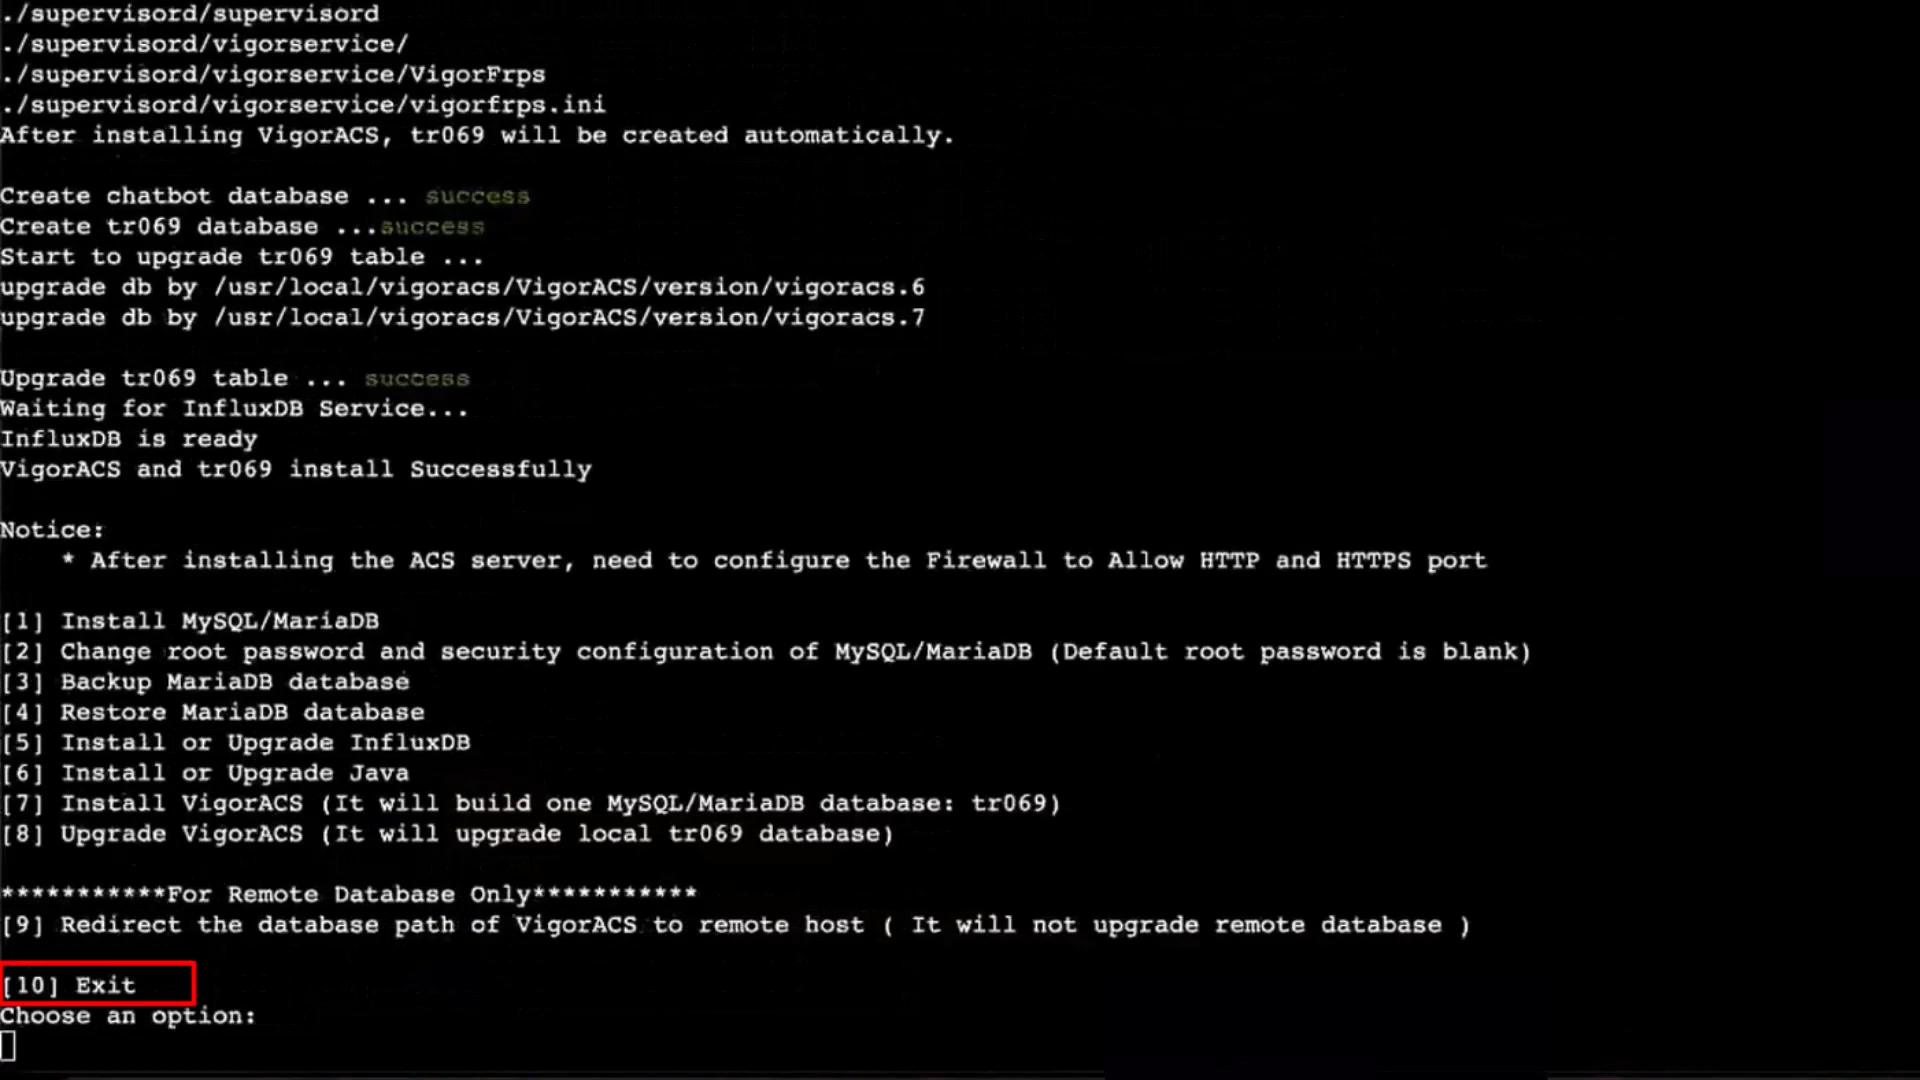 ./supervisord/supervisord
./supervisord/vigorservice/
./supervisord/vigorservice/VigorFrps
./supervisord/vigorservice/vigorfrps.ini
After installing VigorACS, tr069 will be created automatically.
Create chatbot database ... success
Create tr069 database ...success
Start to upgrade tr069 table ...
upgrade db by /usr/local/vigoracs/VigorACS/version/vigoracs.6
upgrade db by /usr/local/vigoracs/VigorACS/version/vigoracs.7
Upgrade tr069 table ... success
Waiting for InfluxDB Service...
InfluxDB is ready
VigorACS and tr069 install Successfully
Notice:
* After installing the ACS server, need to configure the Firewall to Allow HTTP and HTTPS port
[1] Install MySQL/MariaDB
[2] Change root password and security configuration of MySQL/MariaDB (Default root password is blank)
[3] Backup MariaDB database
[4] Restore MariaDB database
[5] Install or Upgrade InfluxDB
[6] Install or Upgrade Java
[7] Install VigorACS (It will build one MySQL/MariaDB database: tr069)
[8] Upgrade VigorACS (It will upgrade local tr069 database)
***********For Remote Database Only***********
[9] Redirect the database path of VigorACS to remote host ( It will not upgrade remote database )
[10] Exit
Choose an option: